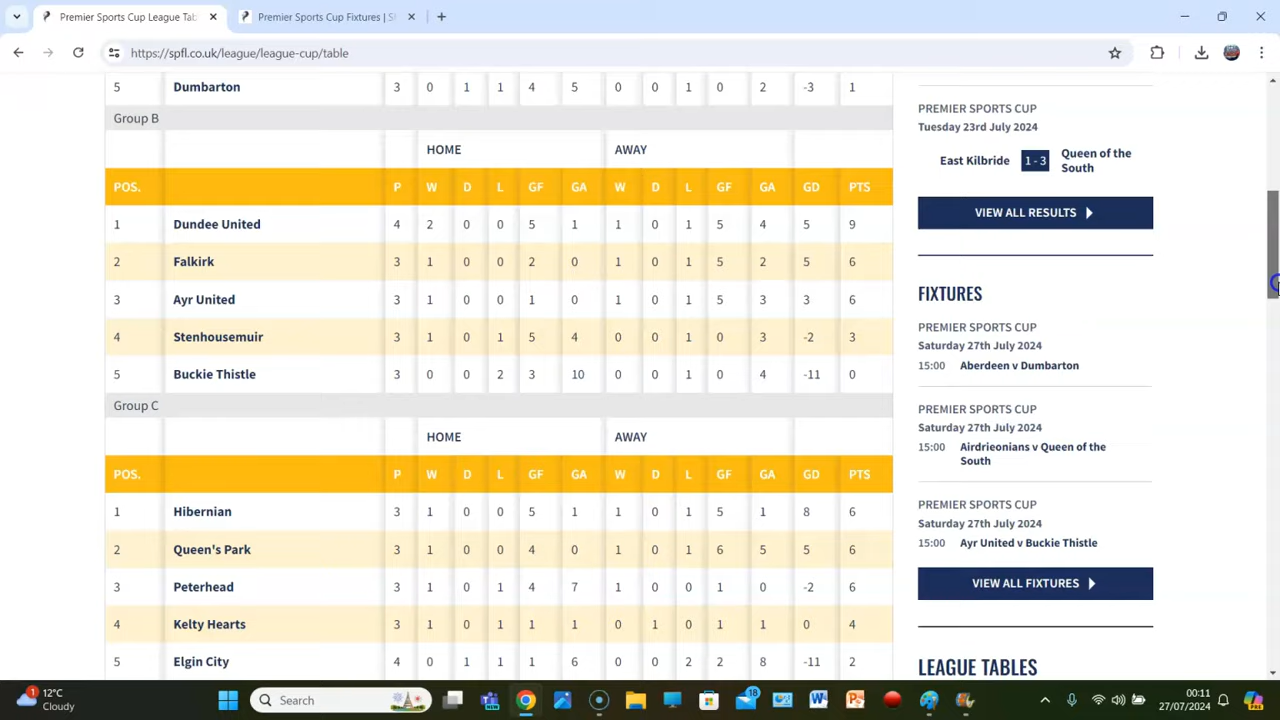 Premier Sports Cup League Tab
Premier Sports Cup Fixtures | S
https://spfl.co.uk/league/league-cup/table
5 Dumbarton 3 0 1 1 4 5 0 0 1 0 2 -3 1
Group B
HOME AWAY
POS. P W D L GF GA W D L GF GA GD PTS
1 Dundee United 4 2 0 0 5 1 1 0 1 5 4 5 9
2 Falkirk 3 1 0 0 2 0 1 0 1 5 2 5 6
3 Ayr United 3 1 0 0 1 0 1 0 1 5 3 3 6
4 Stenhousemuir 3 1 0 1 5 4 0 0 1 0 3 -2 3
5 Buckie Thistle 3 0 0 2 3 10 0 0 1 0 4 -11 0
Group C
HOME AWAY
POS. P W D L GF GA W D L GF GA GD PTS
1 Hibernian 3 1 0 0 5 1 1 0 1 5 1 8 6
2 Queen's Park 3 1 0 0 4 0 1 0 1 6 5 5 6
3 Peterhead 3 1 0 1 4 7 1 0 0 1 0 -2 6
4 Kelty Hearts 3 1 0 1 1 1 0 1 0 1 1 0 4
5 Elgin City 4 0 1 1 1 6 0 0 2 2 8 -11 2
PREMIER SPORTS CUP
Tuesday 23rd July 2024
East Kilbride 1 - 3 Queen of the
South
VIEW ALL RESULTS
FIXTURES
PREMIER SPORTS CUP
Saturday 27th July 2024
15:00 Aberdeen v Dumbarton
PREMIER SPORTS CUP
Saturday 27th July 2024
15:00 Airdrieonians v Queen of the
South
PREMIER SPORTS CUP
Saturday 27th July 2024
15:00 Ayr United v Buckie Thistle
VIEW ALL FIXTURES
LEAGUE TABLES
1
12°C
Cloudy
Search
18
00:11
27/07/2024